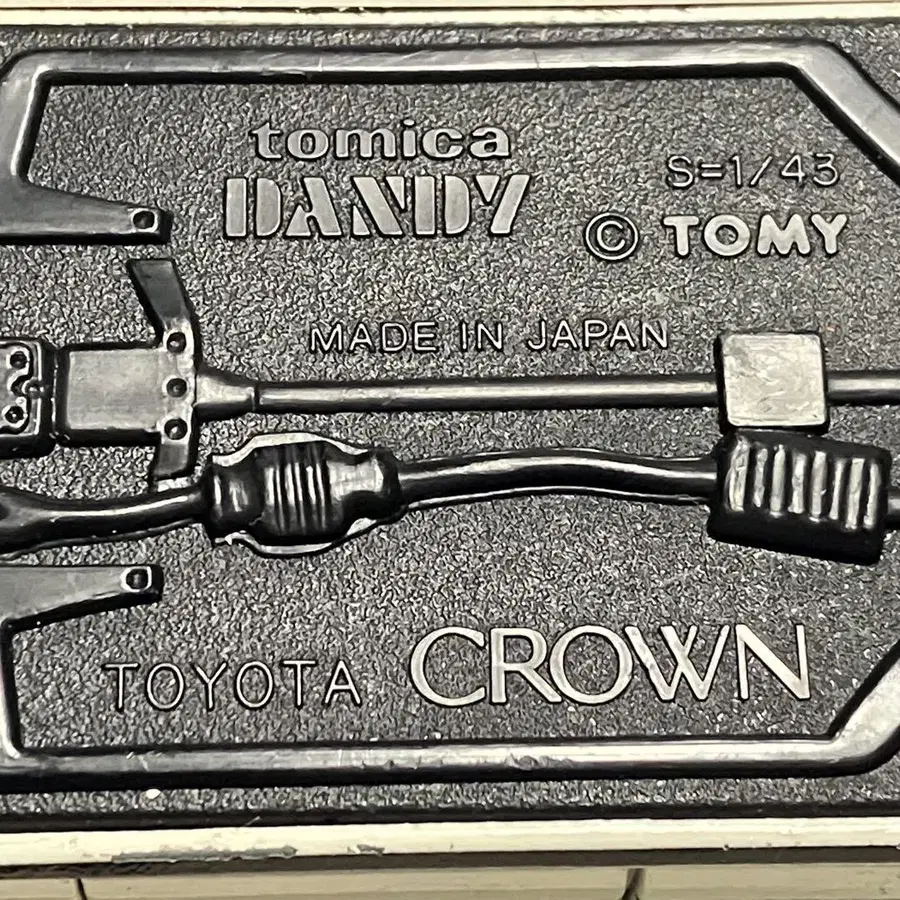 tomica
DANDY
S=1/43
© TOMY
MADE IN JAPAN
TOYOTA CROWN